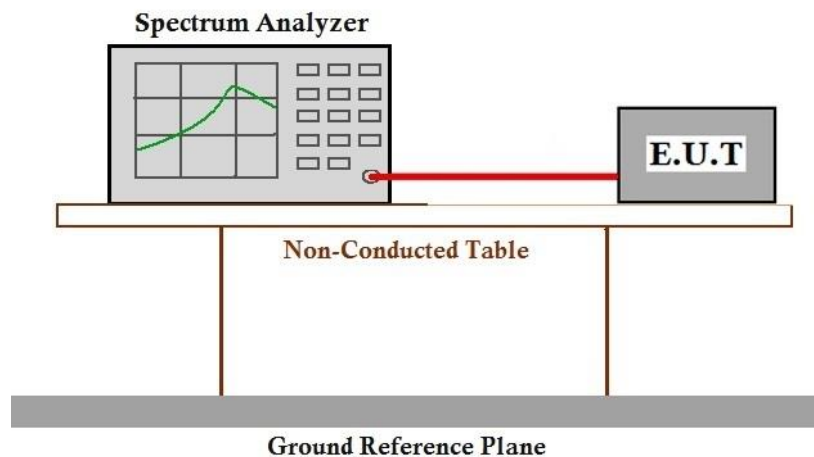 Spectrum Analyzer
E.U.T
Non-Conducted Table
Ground Reference Plane